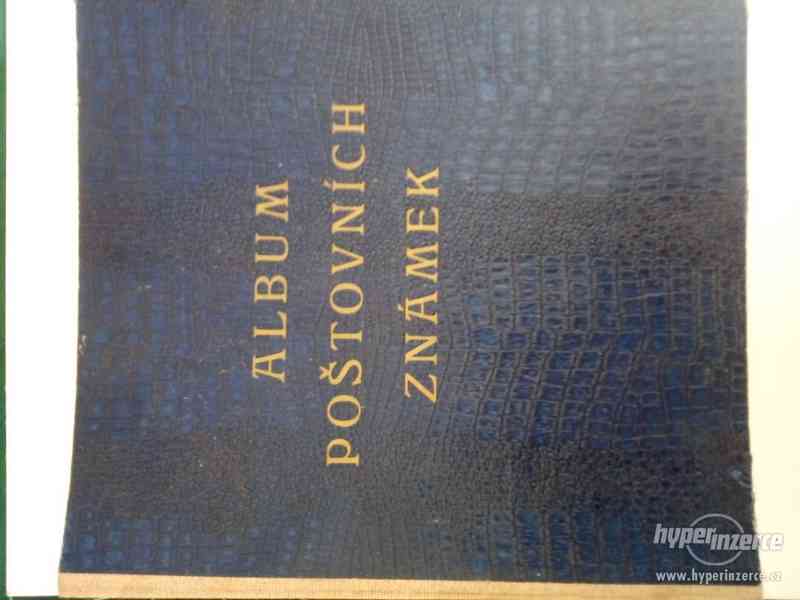 ALBUM
POŠTOVNÍCH
ZNÁMEK
hyperinzerce
www.hyperinzerce.cz